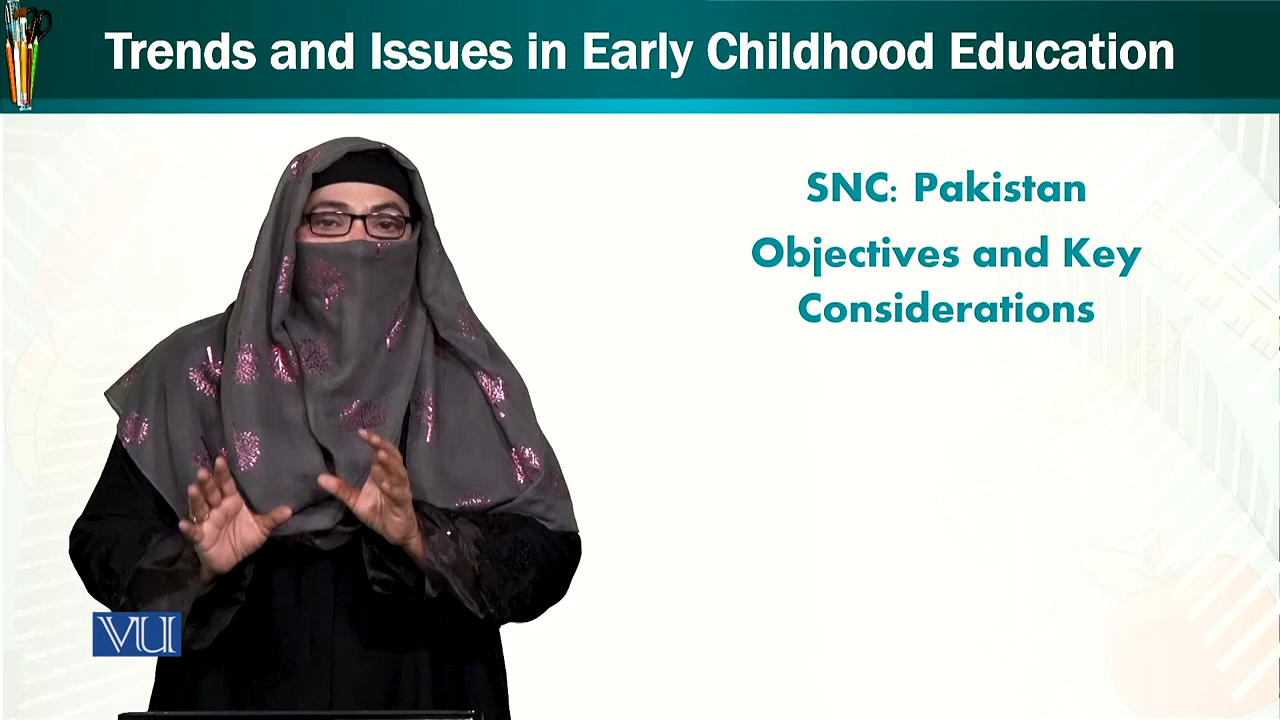 Trends and Issues in Early Childhood Education
SNC: Pakistan
Objectives and Key
Considerations
VU